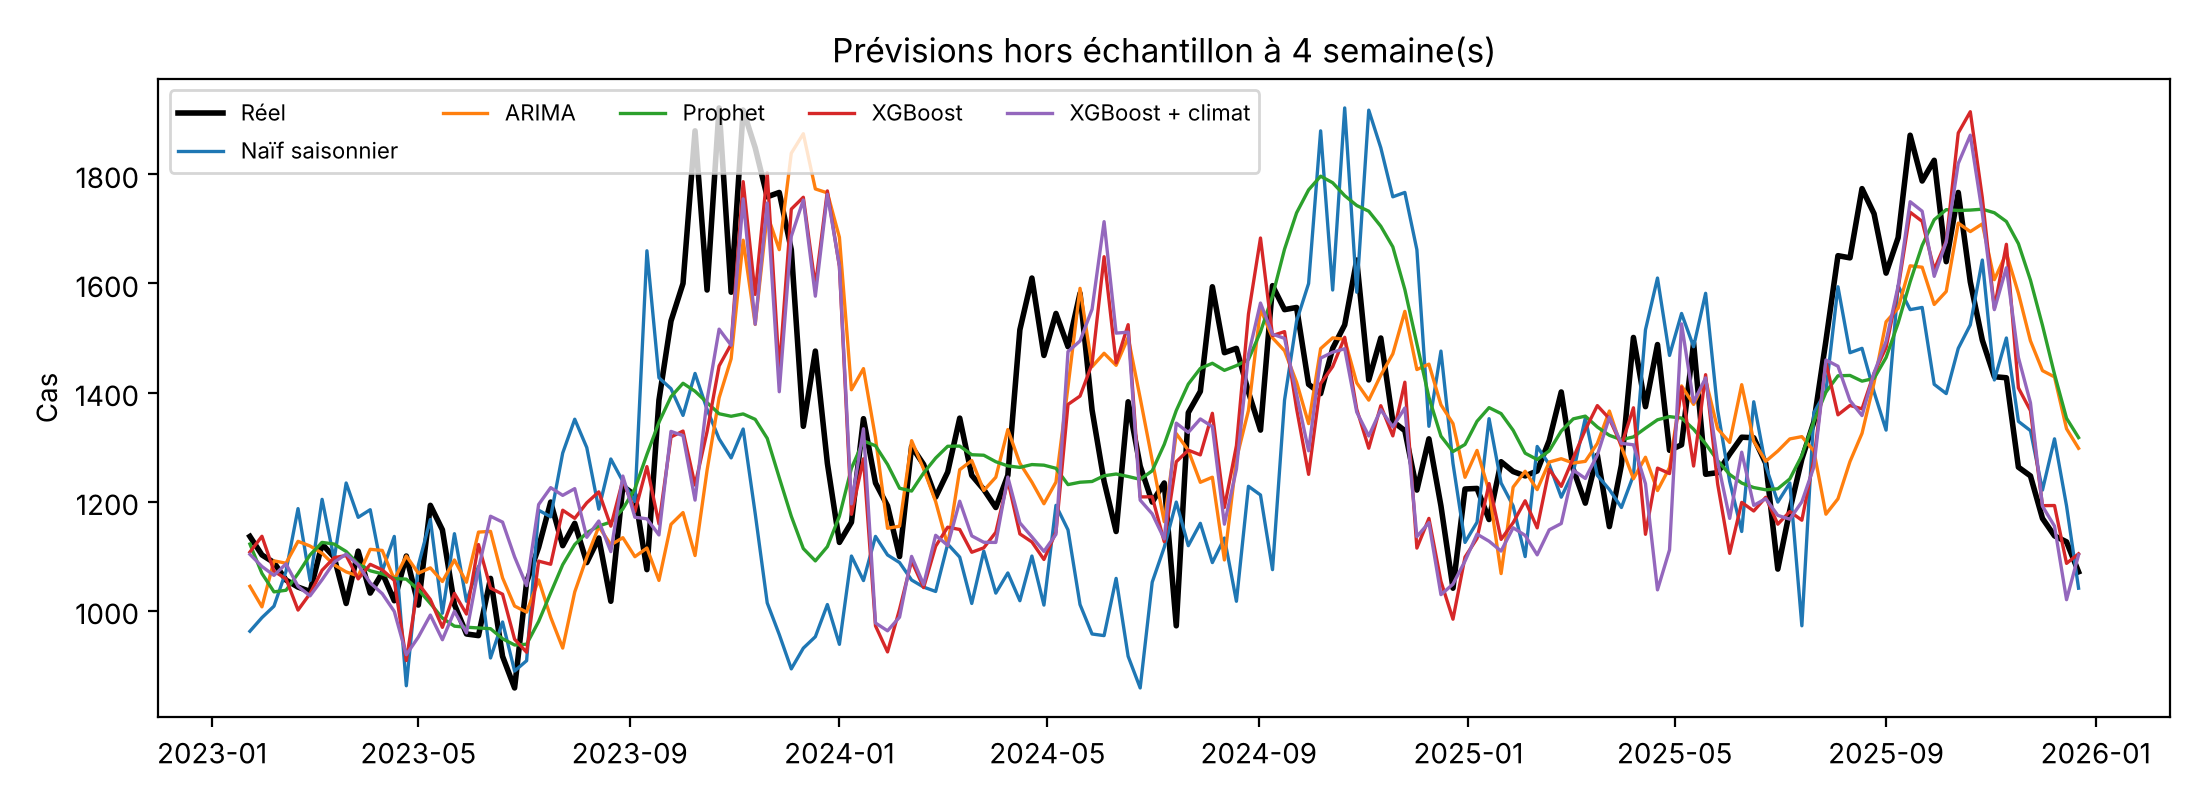 Prévisions hors échantillon à 4 semaine(s)
Réel
ARIMA
Prophet
XGBoost
XGBoost + climat
Naïf saisonnier
1800
1600
1400
1200
1000
Cas
2023-01
2023-05
2023-09
2024-01
2024-05
2024-09
2025-01
2025-05
2025-09
2026-01